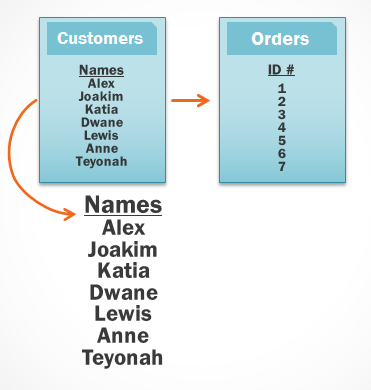 Customers
Names
Alex
Joakim
Katia
Dwane
Lewis
Anne
Teyonah
Orders
ID #
1
2
3
4
5
6
7
Names
Alex
Joakim
Katia
Dwane
Lewis
Anne
Teyonah